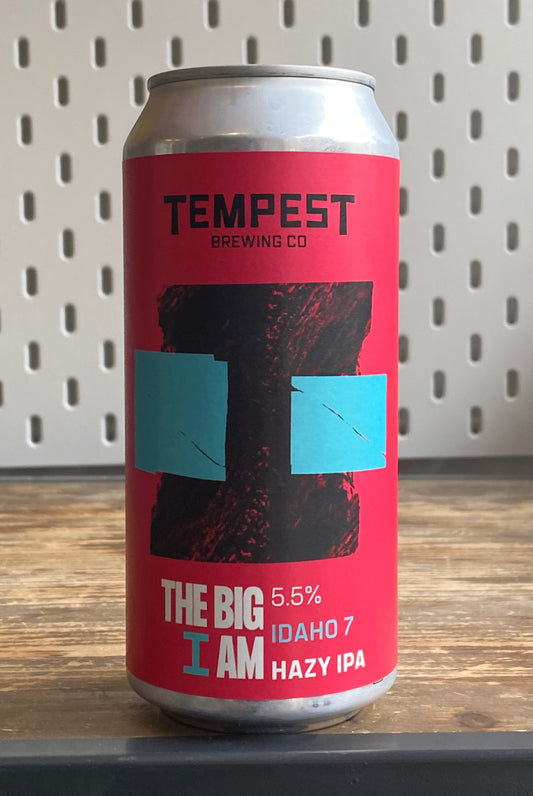 TEMPEST
BREWING CO
THE BIG
I AM
5.5%
IDAHO 7
HAZY IPA